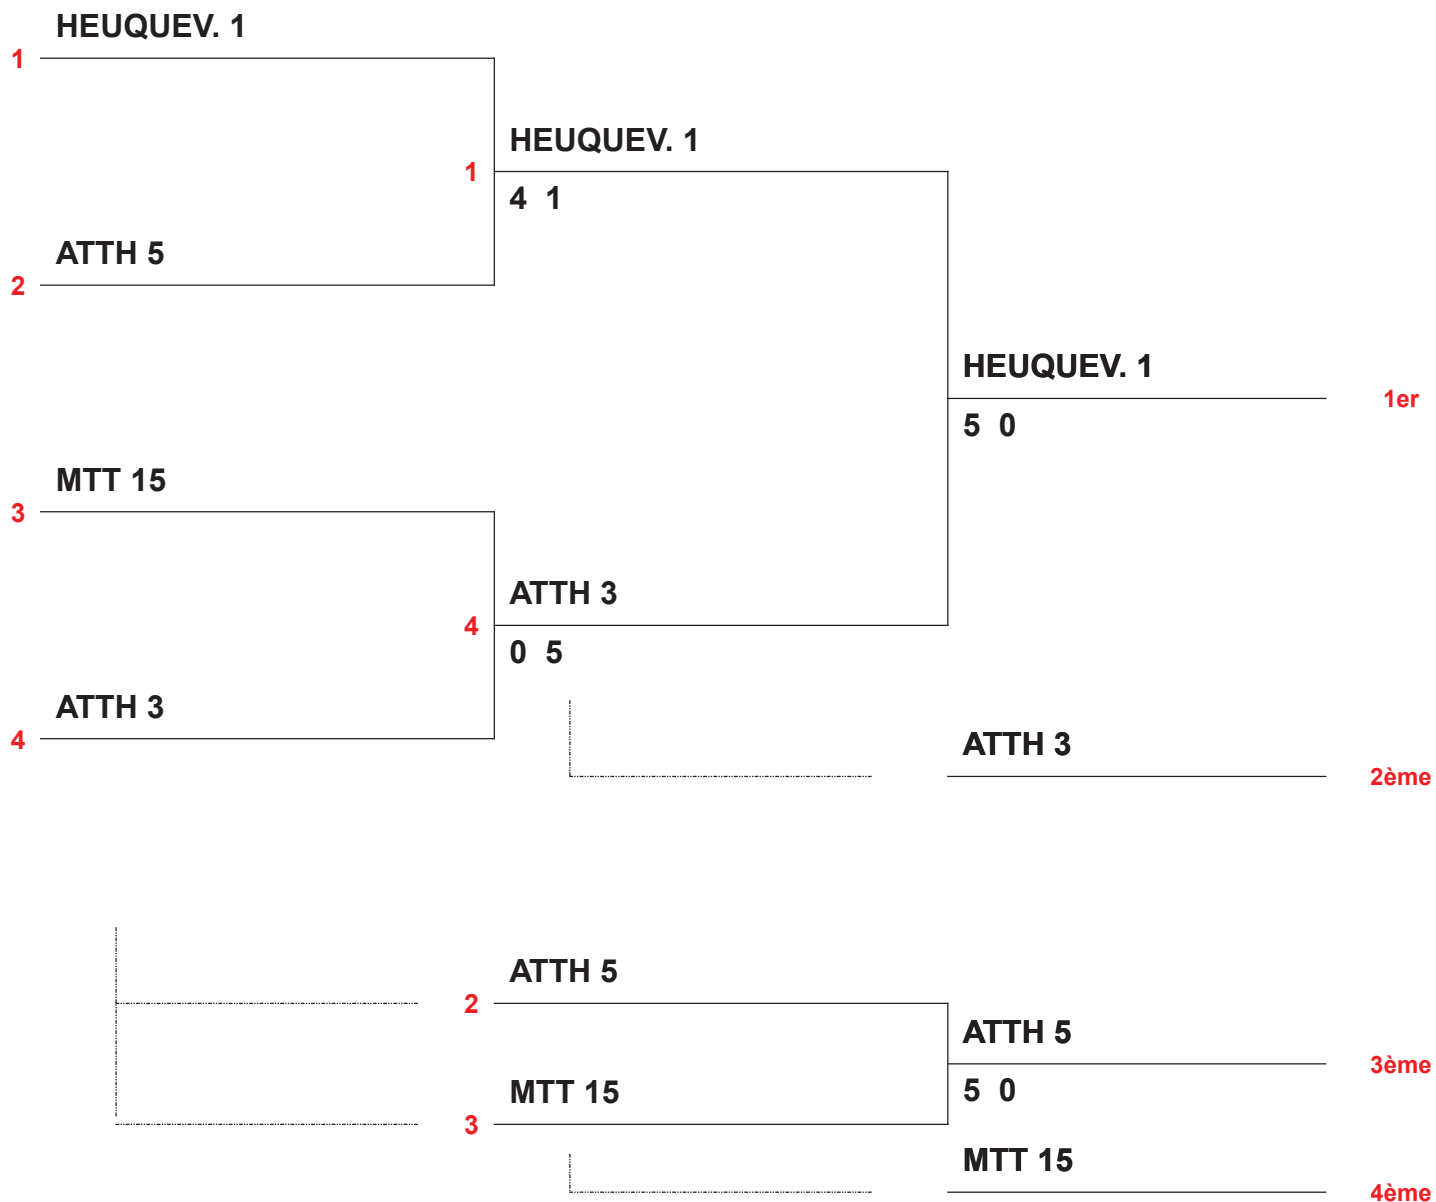 HEUQUEV. 1
1
HEUQUEV. 1
1
4 1
ATTH 5
2
HEUQUEV. 1
1er
5 0
MTT 15
3
ATTH 3
4
0 5
ATTH 3
4
ATTH 3
2ème
ATTH 5
2
ATTH 5
3ème
5 0
MTT 15
3
MTT 15
4ème